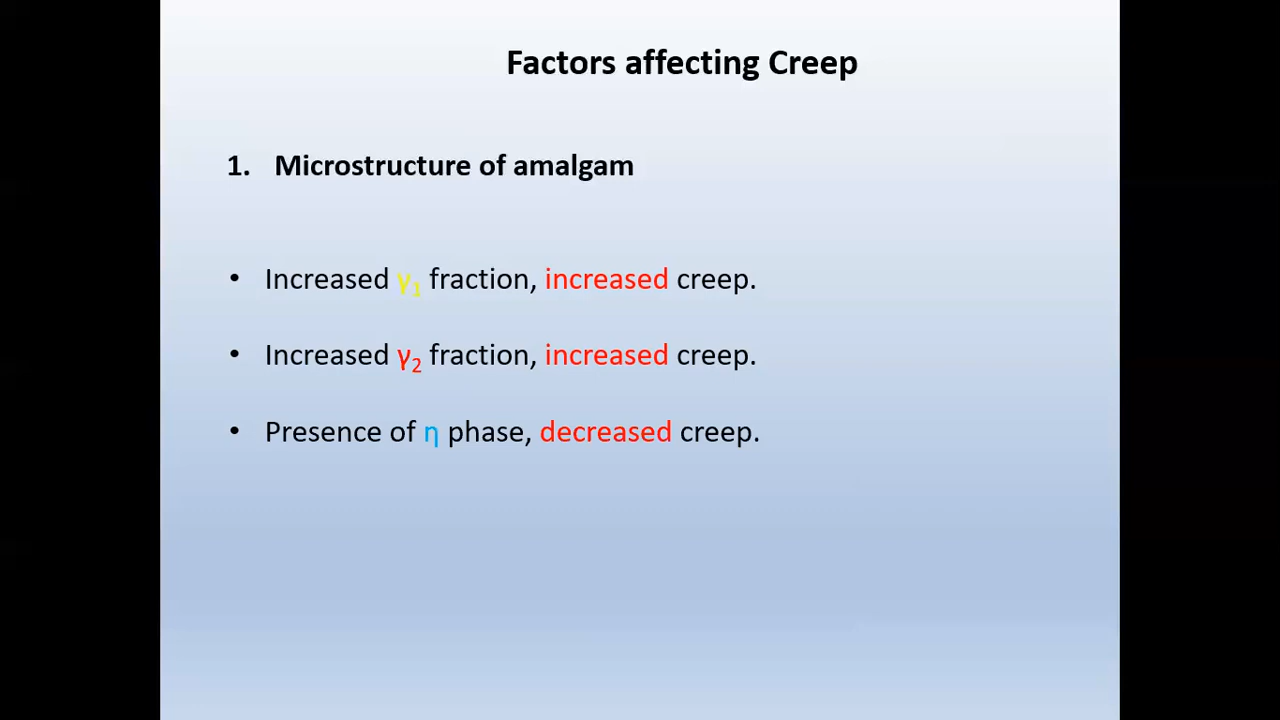 Factors affecting Creep
1. Microstructure of amalgam
• Increased γ₁ fraction, increased creep.
• Increased γ₂ fraction, increased creep.
• Presence of η phase, decreased creep.